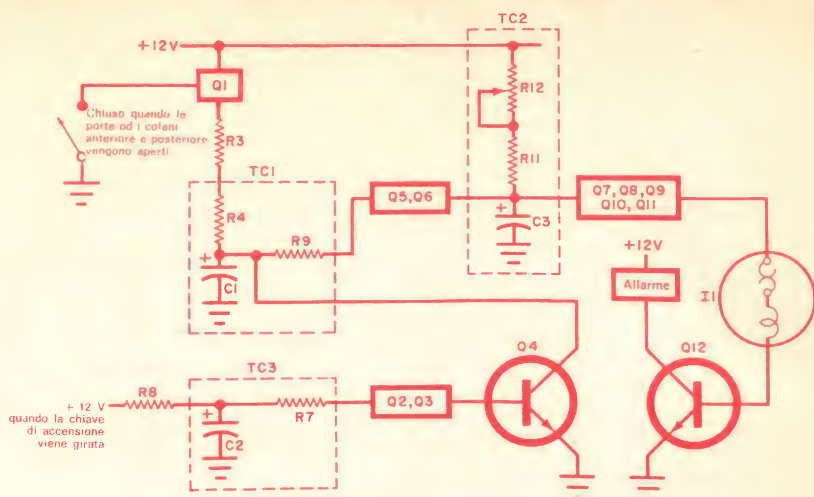 TC2
+12V
Q1
R12
Chiuso quando le
porte od i cofani
anteriore e posteriore
vengono aperti
R3
R11
TC1
Q5,Q6
Q7,Q8,Q9
Q10,Q11
R4
+
C3
R9
+12V
+
C1
Allarme
I1
Q4
Q12
TC3
R8
+ 12 V
quando la chiave
di accensione
viene girata
+
C2
R7
Q2,Q3